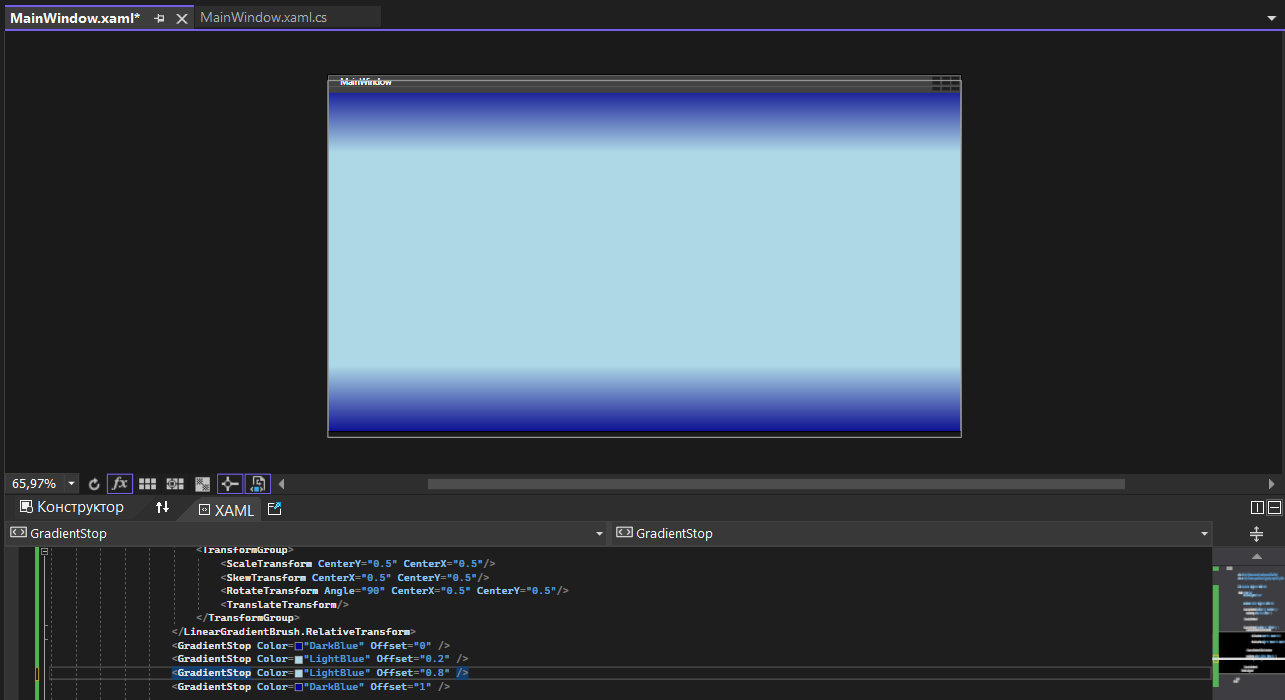 MainWindow.xaml* MainWindow.xaml.cs
MainWindow
65,97% fx
Конструктор XAML
GradientStop GradientStop
<TransformGroup>
<ScaleTransform CenterY="0.5" CenterX="0.5"/>
<SkewTransform CenterX="0.5" CenterY="0.5"/>
<RotateTransform Angle="90" CenterX="0.5" CenterY="0.5"/>
<TranslateTransform/>
</TransformGroup>
</LinearGradientBrush.RelativeTransform>
<GradientStop Color="DarkBlue" Offset="0" />
<GradientStop Color="LightBlue" Offset="0.2" />
<GradientStop Color="LightBlue" Offset="0.8" />
<GradientStop Color="DarkBlue" Offset="1" />